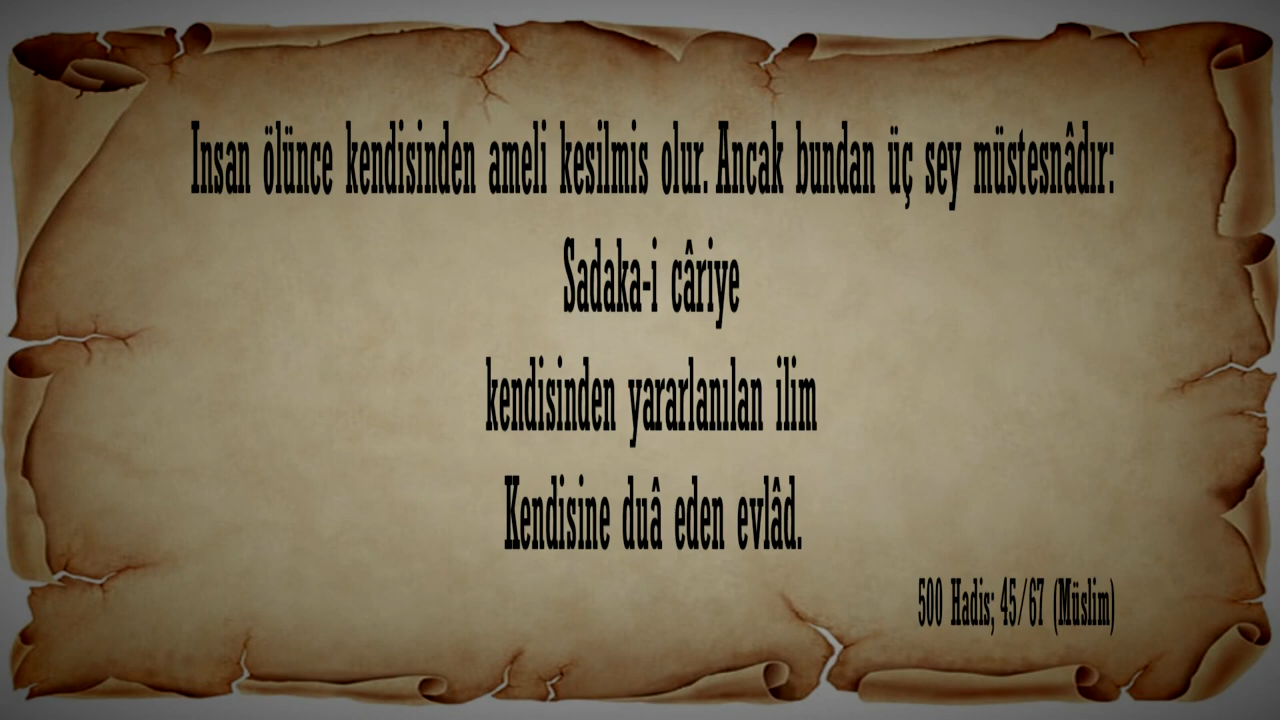 Insan ölünce kendisinden ameli kesilmis olur. Ancak bundan üç sey müstesnâdır:
Sadaka-i câriye
kendisinden yararlanılan ilim
Kendisine duâ eden evlâd.
500 Hadis; 45/67 (Müslim)